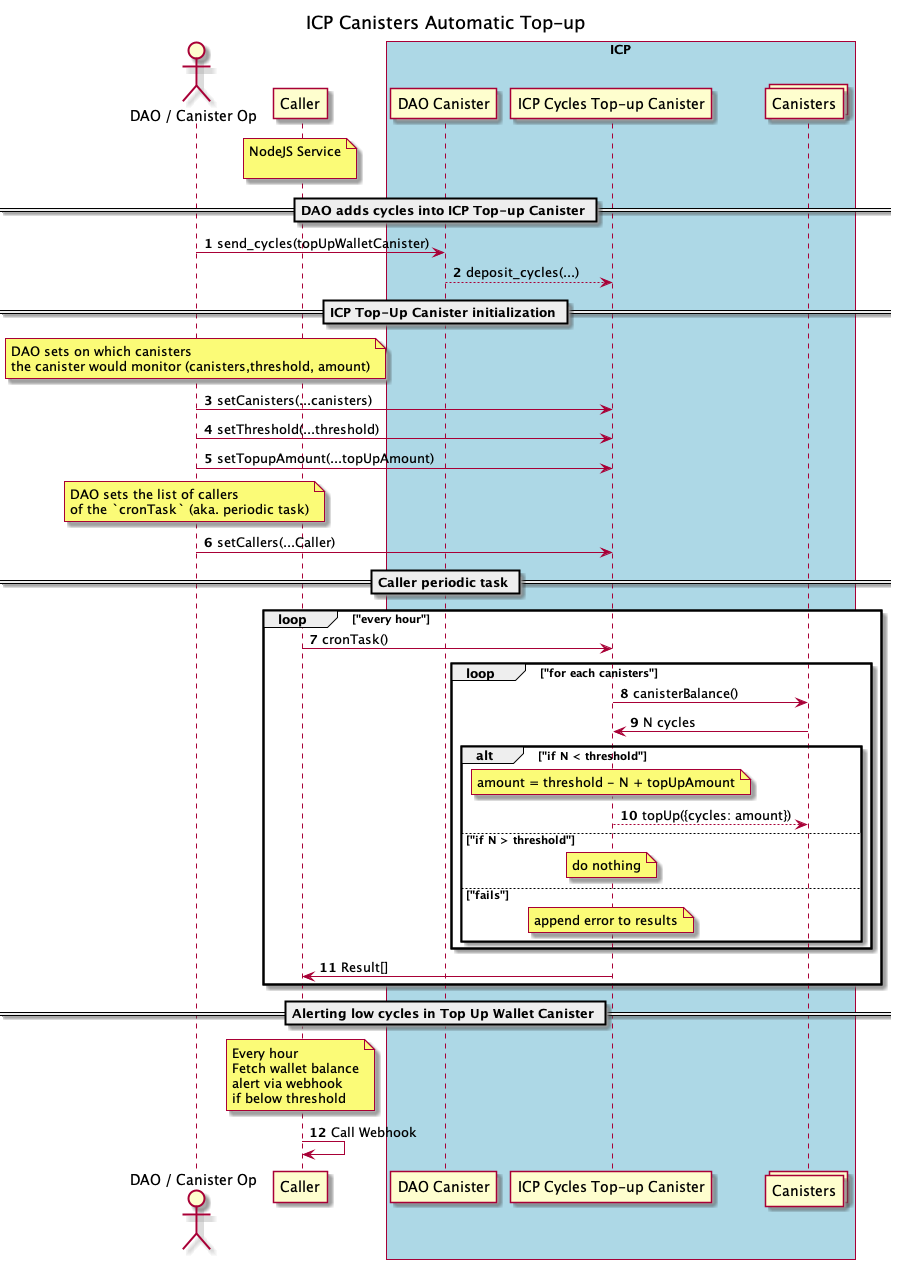 ICP Canisters Automatic Top-up
ICP
DAO / Canister Op
Caller
DAO Canister
ICP Cycles Top-up Canister
Canisters
NodeJS Service
DAO adds cycles into ICP Top-up Canister
1 send_cycles(topUpWalletCanister)
2 deposit_cycles(...)
ICP Top-Up Canister initialization
DAO sets on which canisters
the canister would monitor (canisters,threshold, amount)
3 setCanisters(...canisters)
4 setThreshold(...threshold)
5 setTopupAmount(...topUpAmount)
DAO sets the list of callers
of the `cronTask` (aka. periodic task)
6 setCallers(...Caller)
Caller periodic task
loop ["every hour"]
7 cronTask()
loop ["for each canisters"]
8 canisterBalance()
9 N cycles
alt ["if N < threshold"]
amount = threshold - N + topUpAmount
10 topUp({cycles: amount})
["if N > threshold"]
do nothing
["fails"]
append error to results
11 Result[]
Alerting low cycles in Top Up Wallet Canister
Every hour
Fetch wallet balance
alert via webhook
if below threshold
12 Call Webhook
DAO / Canister Op
Caller
DAO Canister
ICP Cycles Top-up Canister
Canisters